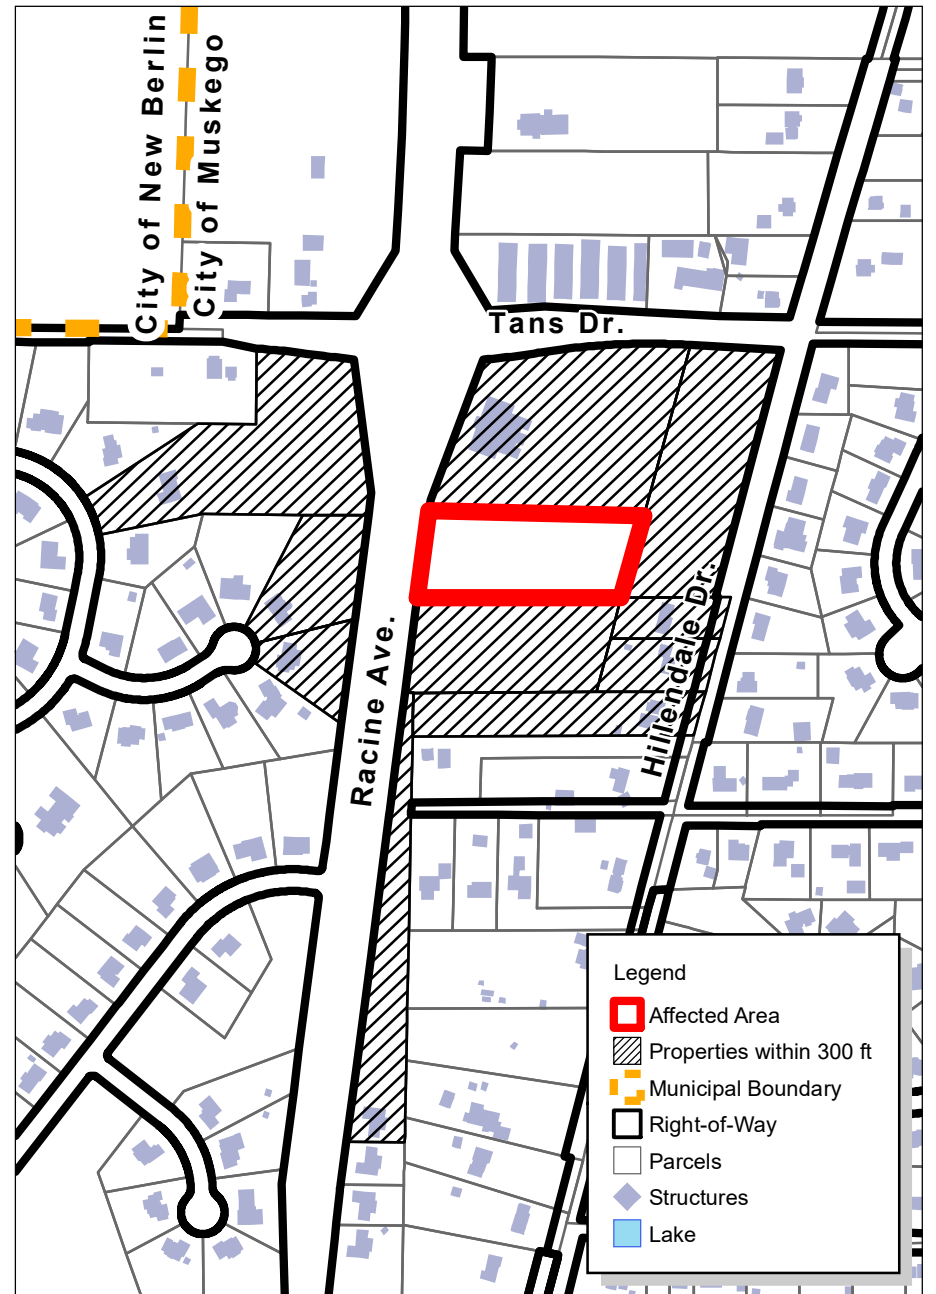 City of New Berlin
City of Muskego
Tans Dr.
Hillendale Dr.
Racine Ave.
Legend
Affected Area
Properties within 300 ft
Municipal Boundary
Right-of-Way
Parcels
Structures
Lake